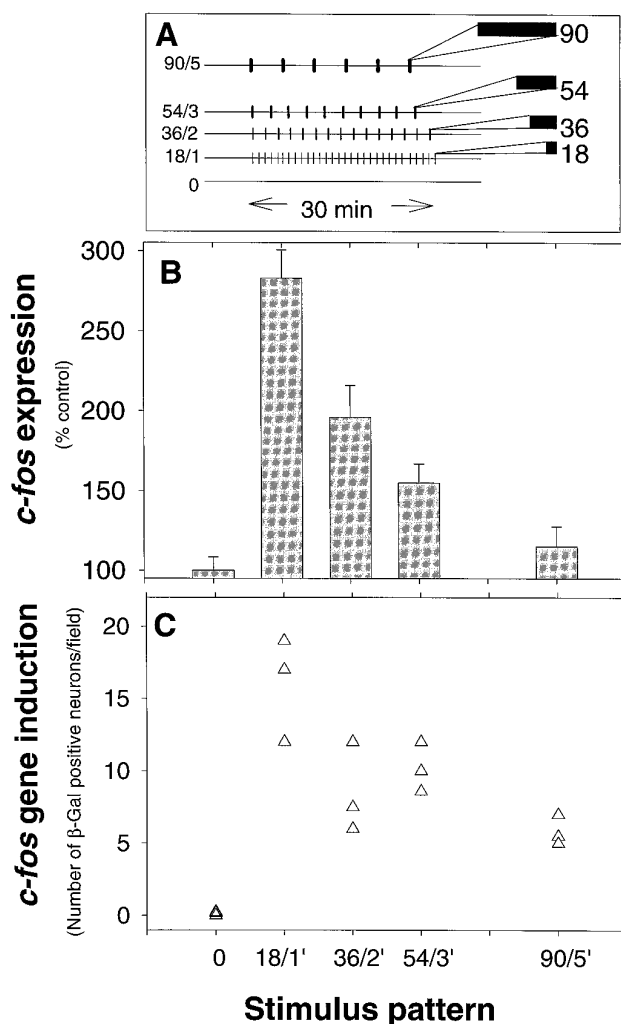 A
90/5
90
54/3
54
36/2
36
18/1
18
0
30 min
B
c-fos expression
(% control)
300
250
200
150
100
C
c-fos gene induction
(Number of β-Gal positive neurons/field)
20
15
10
5
0
0 18/1' 36/2' 54/3' 90/5'
Stimulus pattern